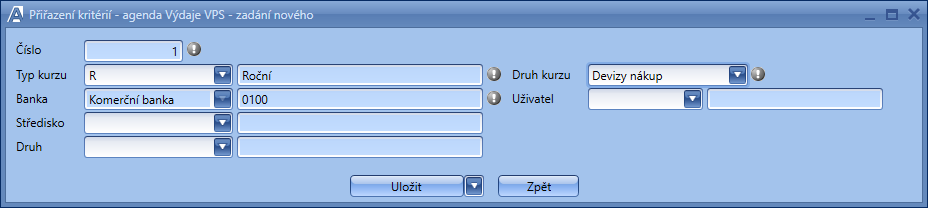 Přiřazení kritérií - agenda Výdaje VPS - zadání nového
Číslo 1
Typ kurzu R Roční Druh kurzu Devizy nákup
Banka Komerční banka 0100 Uživatel
Středisko
Druh
Uložit Zpět